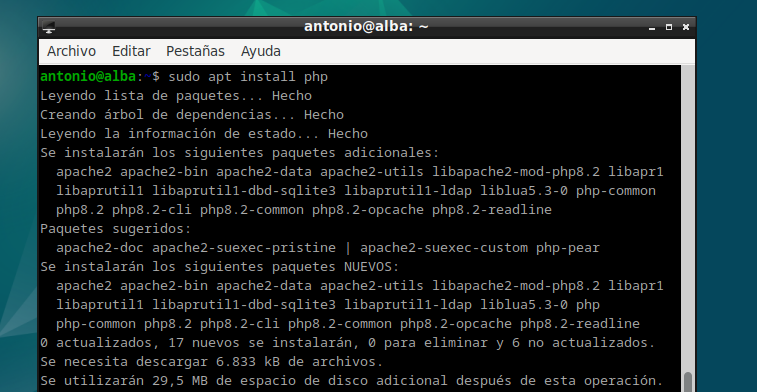 antonio@alba: ~
Archivo Editar Pestañas Ayuda
antonio@alba:~$ sudo apt install php
Leyendo lista de paquetes... Hecho
Creando árbol de dependencias... Hecho
Leyendo la información de estado... Hecho
Se instalarán los siguientes paquetes adicionales:
  apache2 apache2-bin apache2-data apache2-utils libapache2-mod-php8.2 libapr1
  libaprutil1 libaprutil1-dbd-sqlite3 libaprutil1-ldap liblua5.3-0 php-common
  php8.2 php8.2-cli php8.2-common php8.2-opcache php8.2-readline
Paquetes sugeridos:
  apache2-doc apache2-suexec-pristine | apache2-suexec-custom php-pear
Se instalarán los siguientes paquetes NUEVOS:
  apache2 apache2-bin apache2-data apache2-utils libapache2-mod-php8.2 libapr1
  libaprutil1 libaprutil1-dbd-sqlite3 libaprutil1-ldap liblua5.3-0 php
  php-common php8.2 php8.2-cli php8.2-common php8.2-opcache php8.2-readline
0 actualizados, 17 nuevos se instalarán, 0 para eliminar y 6 no actualizados.
Se necesita descargar 6.833 kB de archivos.
Se utilizarán 29,5 MB de espacio de disco adicional después de esta operación.